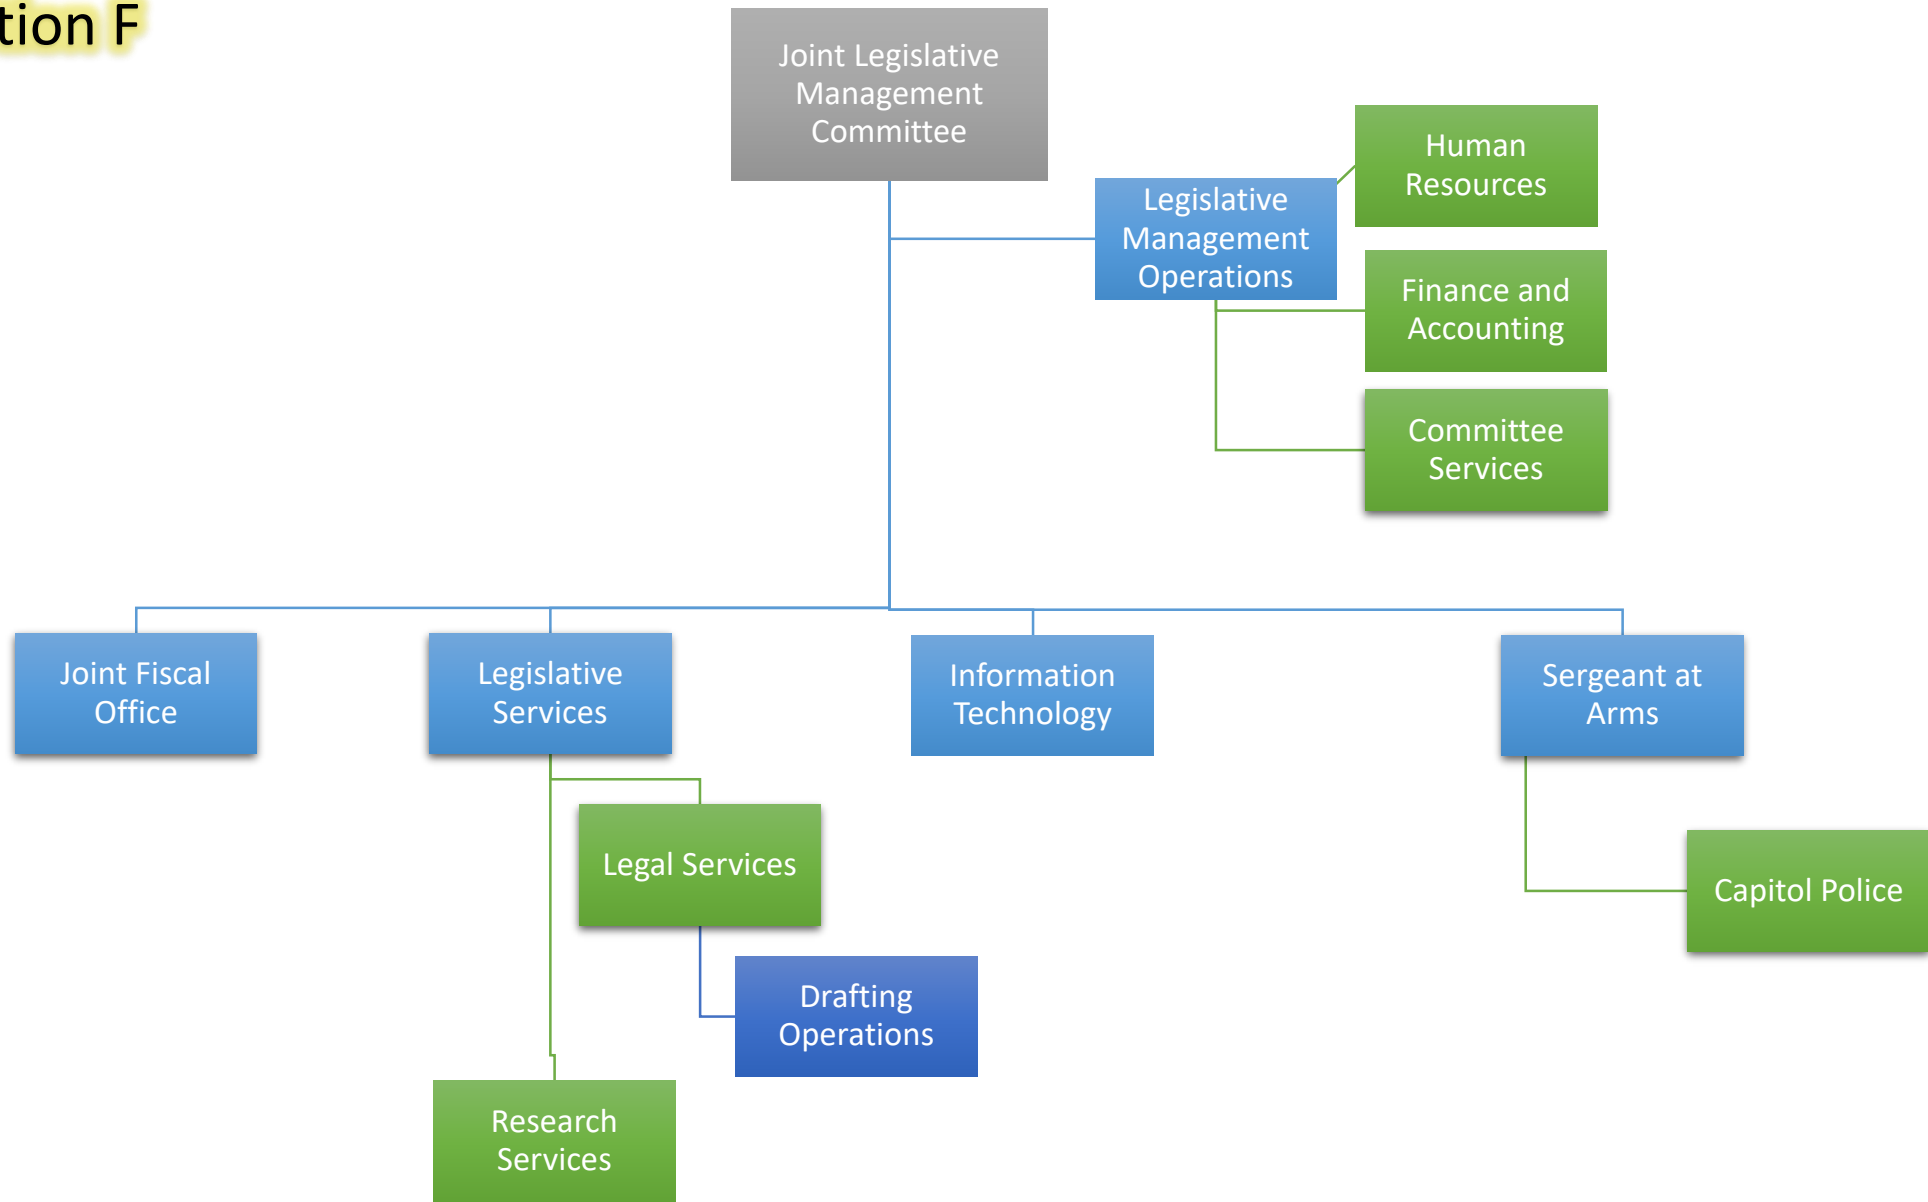 tion F
Joint Legislative
Management
Committee
Human
Resources
Legislative
Management
Operations
Finance and
Accounting
Committee
Services
Joint Fiscal
Office
Legislative
Services
Information
Technology
Sergeant at
Arms
Legal Services
Capitol Police
Drafting
Operations
Research
Services